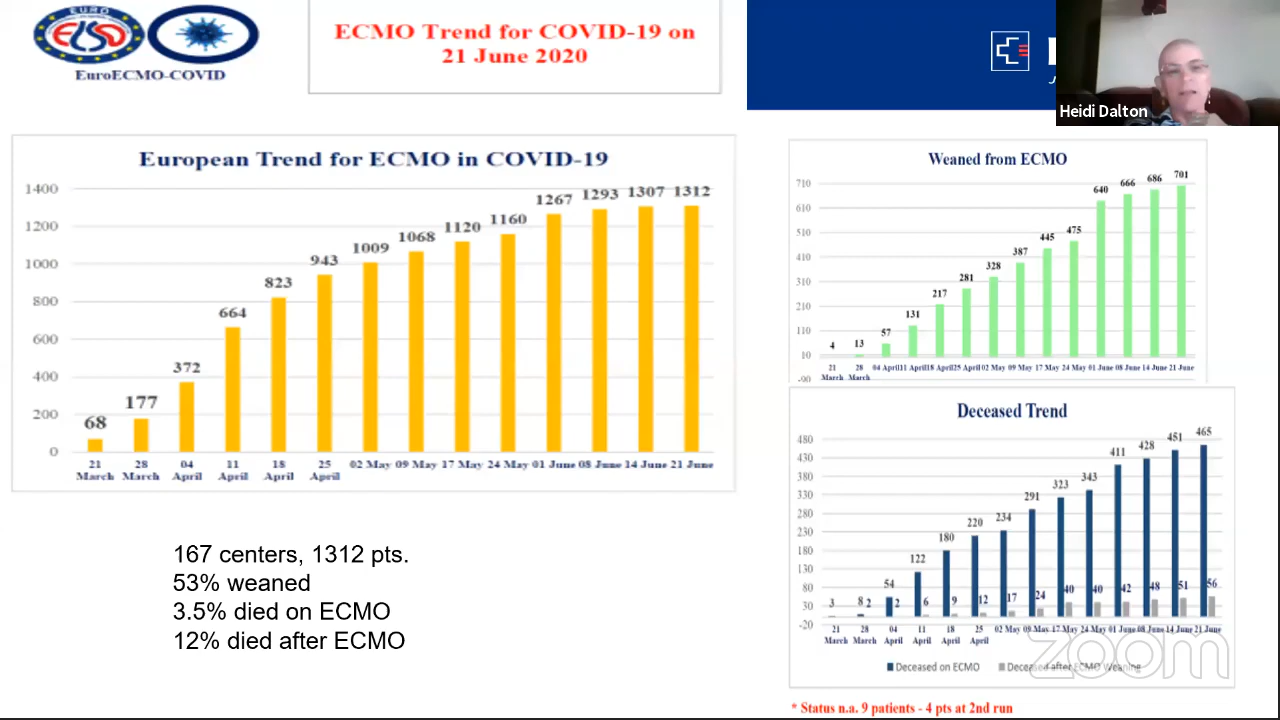 EURO
ELSO
EuroECMO-COVID
ECMO Trend for COVID-19 on
21 June 2020
Heidi Dalton
European Trend for ECMO in COVID-19
1400
1200
1000
800
600
400
200
0
68
177
372
664
823
943
1009
1068
1120
1160
1267
1293
1307
1312
21 March
28 March
04 April
11 April
18 April
25 April
02 May
09 May
17 May
24 May
01 June
08 June
14 June
21 June
167 centers, 1312 pts.
53% weaned
3.5% died on ECMO
12% died after ECMO
Weaned from ECMO
710
610
510
410
310
210
110
10
-90
4
13
57
131
217
281
328
387
445
475
640
666
686
701
21 March
28 March
04 April
11 April
18 April
25 April
02 May
09 May
17 May
24 May
01 June
08 June
14 June
21 June
Deceased Trend
480
430
380
330
280
230
180
130
80
30
-20
3
8
54
122
180
220
234
291
323
343
411
428
451
465
2
2
6
9
12
17
24
40
40
42
48
51
56
21 March
28 March
04 April
11 April
18 April
25 April
02 May
09 May
17 May
24 May
01 June
08 June
14 June
21 June
Deceased on ECMO
Deceased after ECMO Weaning
zoom
* Status n.a. 9 patients - 4 pts at 2nd run